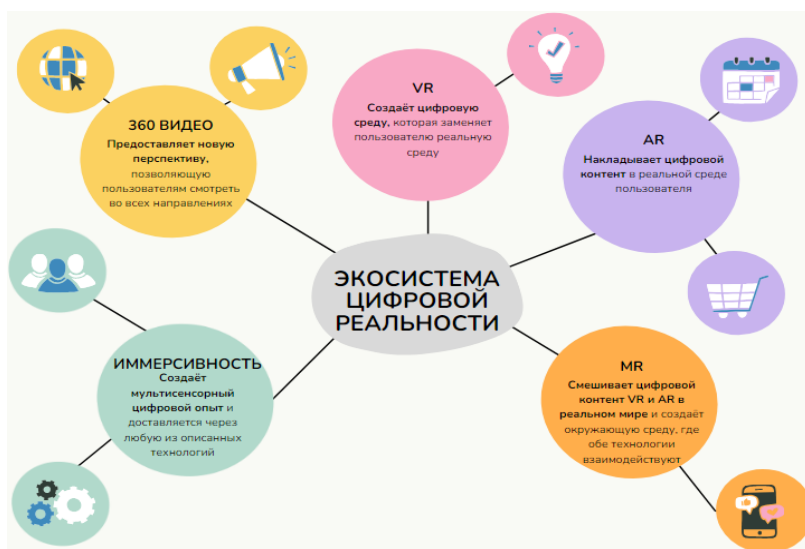 360 ВИДЕО
Предоставляет новую
перспективу,
позволяющую
пользователям смотреть
во всех направлениях
VR
Создаёт цифровую
среду, которая заменяет
пользователю реальную
среду
AR
Накладывает цифровой
контент в реальной среде
пользователя
ЭКОСИСТЕМА
ЦИФРОВОЙ
РЕАЛЬНОСТИ
ИММЕРСИВНОСТЬ
Создаёт
мультисенсорный
цифровой опыт и
доставляется через
любую из описанных
технологий
MR
Смешивает цифровой
контент VR и AR в
реальном мире и создаёт
окружающую среду, где
обе технологии
взаимодействуют